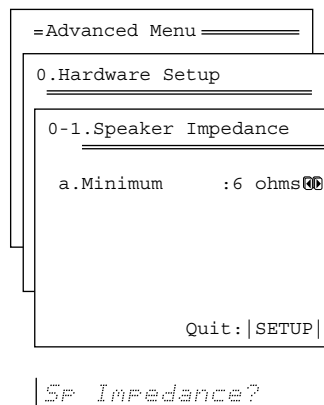 Advanced Menu
0.Hardware Setup
0-1.Speaker Impedance
a.Minimum :6 ohms
Quit:|SETUP|
Sp Impedance?